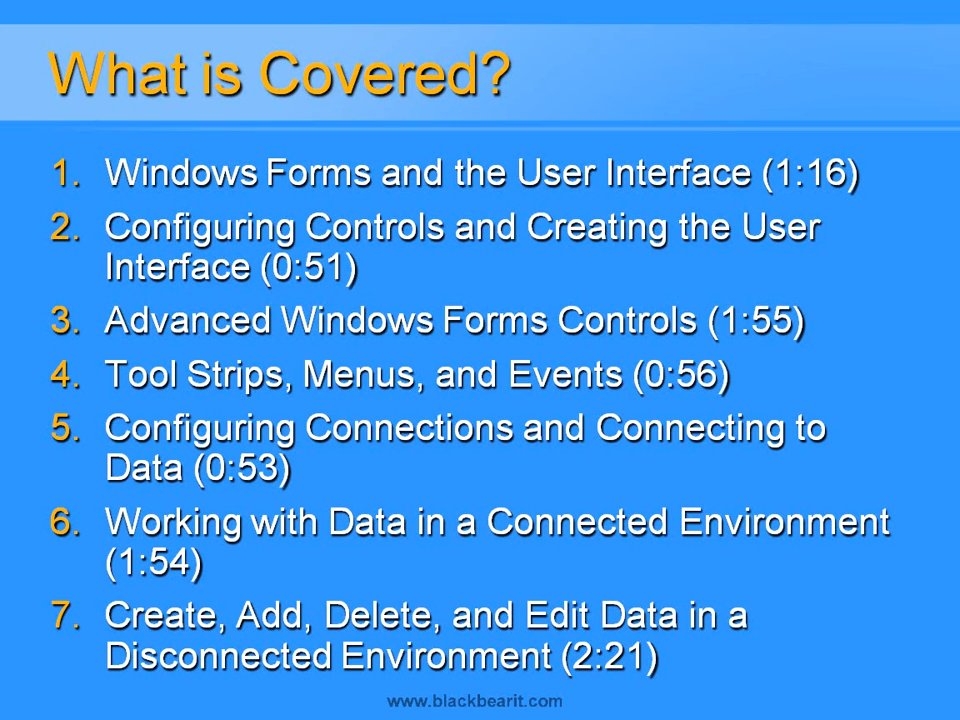 What is Covered?
1. Windows Forms and the User Interface (1:16)
2. Configuring Controls and Creating the User
Interface (0:51)
3. Advanced Windows Forms Controls (1:55)
4. Tool Strips, Menus, and Events (0:56)
5. Configuring Connections and Connecting to
Data (0:53)
6. Working with Data in a Connected Environment
(1:54)
7. Create, Add, Delete, and Edit Data in a
Disconnected Environment (2:21)
www.blackbearit.com